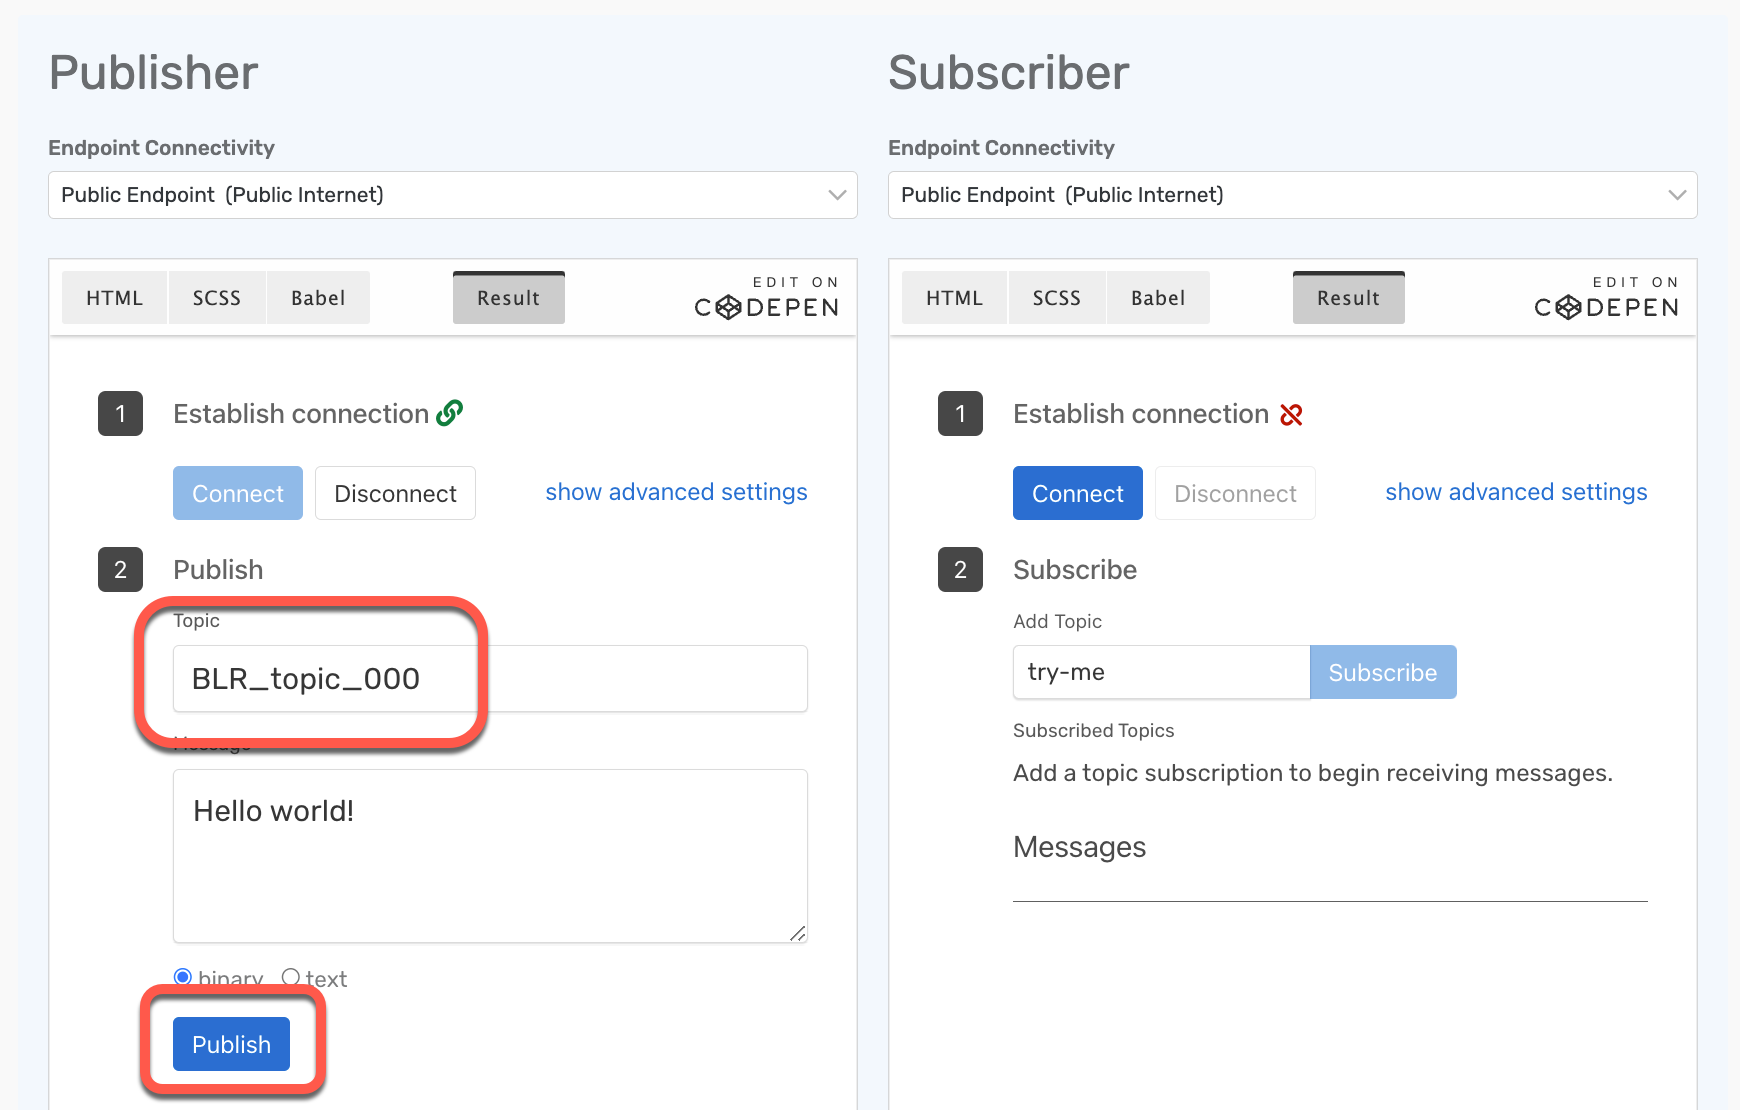 Publisher
Endpoint Connectivity
Public Endpoint (Public Internet)
HTML SCSS Babel Result EDIT ON
CODEPEN
1 Establish connection
Connect Disconnect show advanced settings
2 Publish
Topic
BLR_topic_000
Message
Hello world!
binary text
Publish
Subscriber
Endpoint Connectivity
Public Endpoint (Public Internet)
HTML SCSS Babel Result EDIT ON
CODEPEN
1 Establish connection
Connect Disconnect show advanced settings
2 Subscribe
Add Topic
try-me Subscribe
Subscribed Topics
Add a topic subscription to begin receiving messages.
Messages